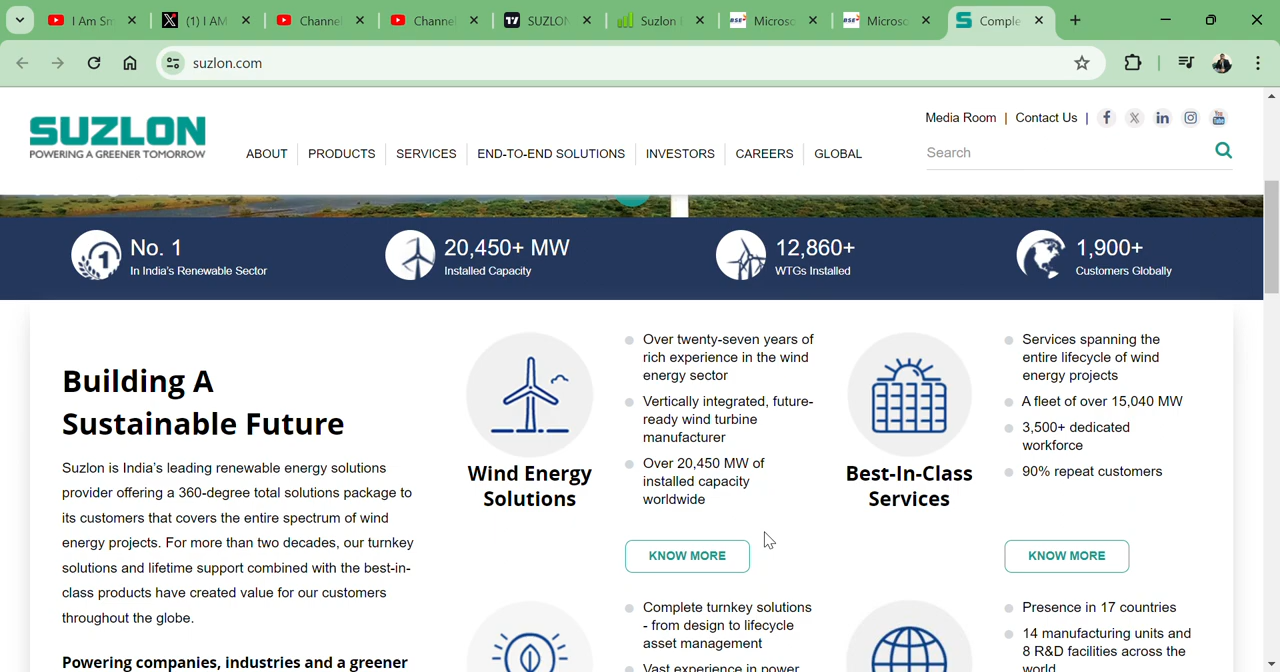 I Am Sm
(1) I AM
Channel
Channel
SUZLON
Suzlon
BSE Microso
BSE Microso
Comple
suzlon.com
SUZLON
POWERING A GREENER TOMORROW
Media Room | Contact Us |
ABOUT PRODUCTS SERVICES END-TO-END SOLUTIONS INVESTORS CAREERS GLOBAL
Search
No. 1
In India's Renewable Sector
20,450+ MW
Installed Capacity
12,860+
WTGs Installed
1,900+
Customers Globally
Building A
Sustainable Future
Suzlon is India's leading renewable energy solutions
provider offering a 360-degree total solutions package to
its customers that covers the entire spectrum of wind
energy projects. For more than two decades, our turnkey
solutions and lifetime support combined with the best-in-
class products have created value for our customers
throughout the globe.
Powering companies, industries and a greener
Wind Energy
Solutions
Over twenty-seven years of
rich experience in the wind
energy sector
Vertically integrated, future-
ready wind turbine
manufacturer
Over 20,450 MW of
installed capacity
worldwide
KNOW MORE
Best-In-Class
Services
Services spanning the
entire lifecycle of wind
energy projects
A fleet of over 15,040 MW
3,500+ dedicated
workforce
90% repeat customers
KNOW MORE
Complete turnkey solutions
- from design to lifecycle
asset management
Vast experience in power
Presence in 17 countries
14 manufacturing units and
8 R&D facilities across the
world